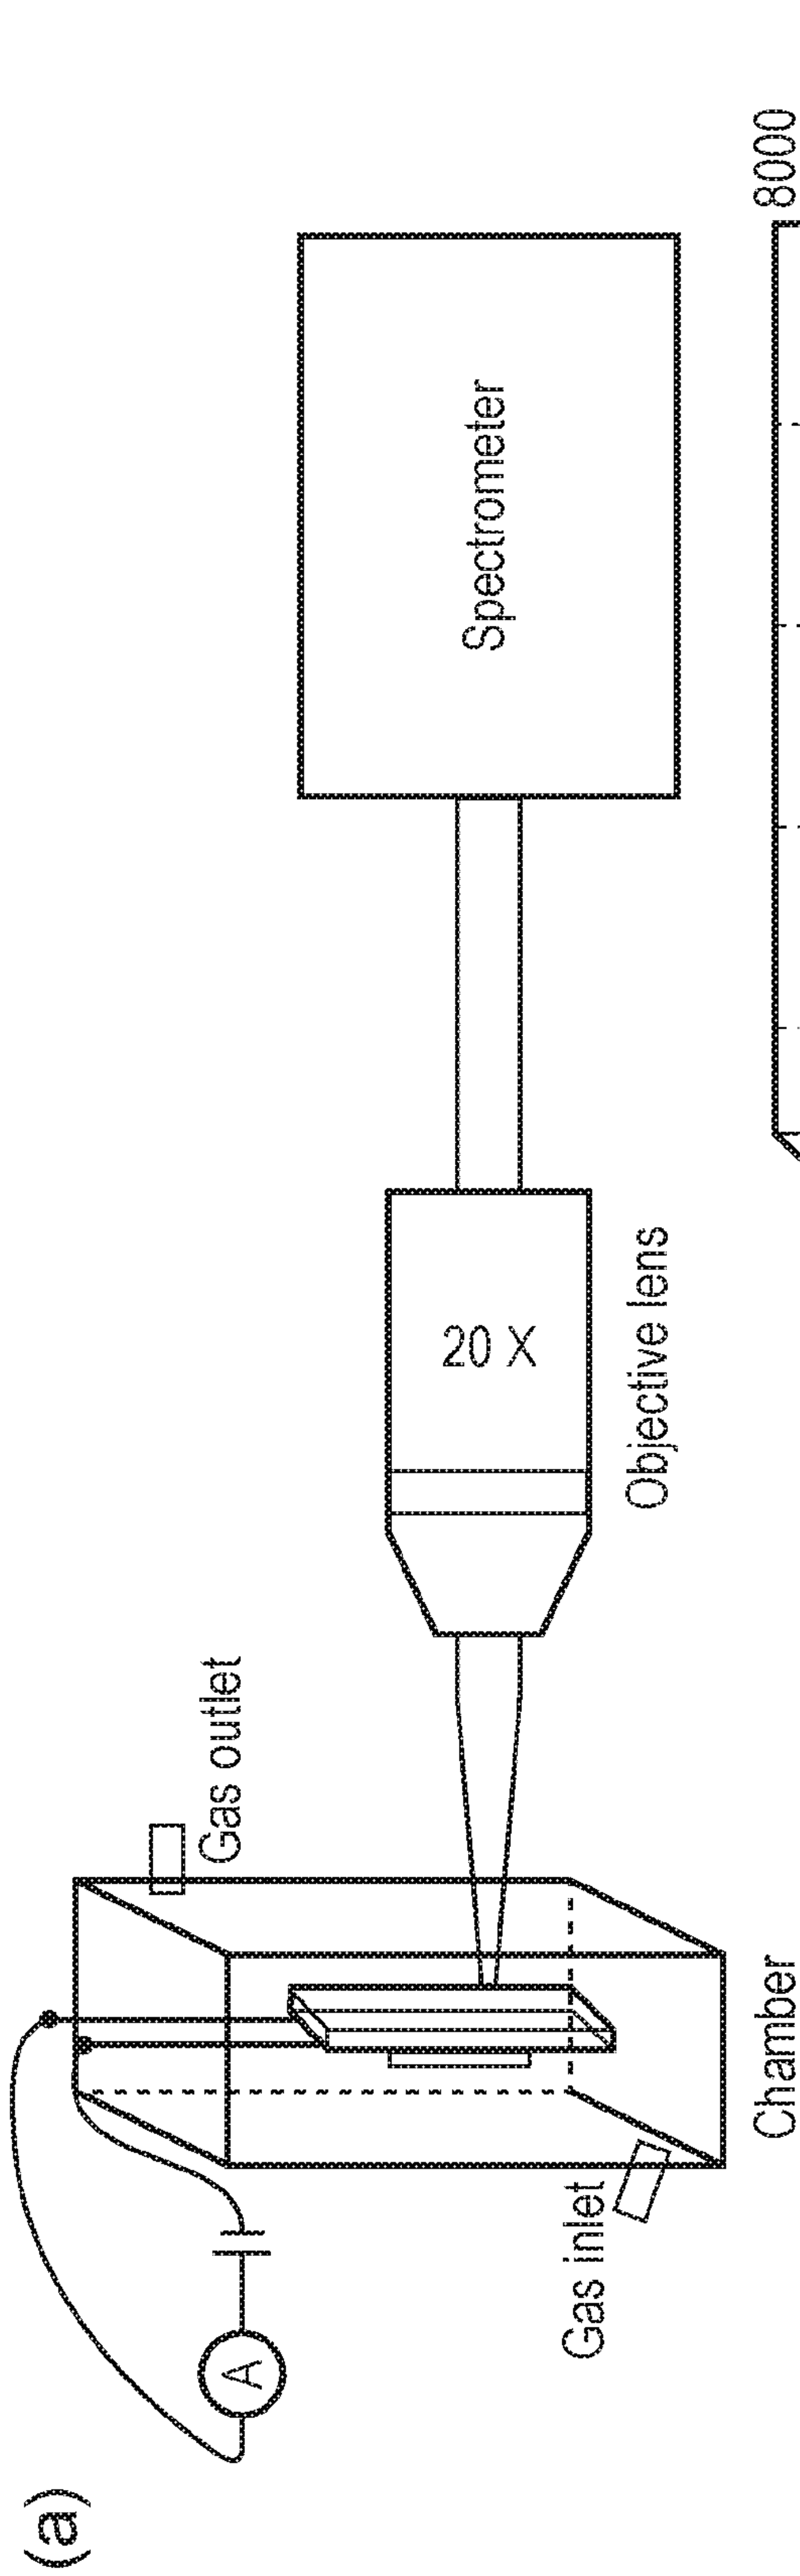 (a)
A
Gas inlet
Chamber
Gas outlet
20 X
Objective lens
Spectrometer
8000